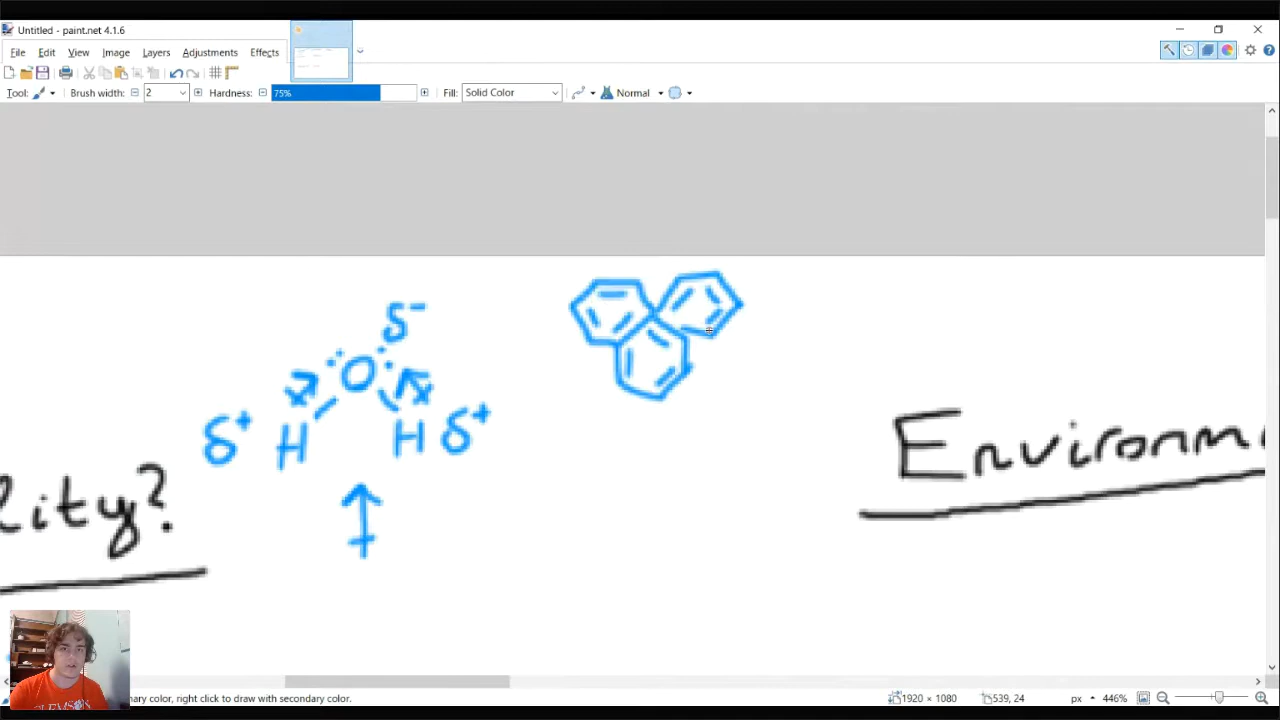 Untitled - paint.net 4.1.6
File Edit View Image Layers Adjustments Effects
Tool: Brush width: 2 Hardness: 75% Fill: Solid Color Normal
δ-
O
δ+ H H δ+
Environm
lity?
CLEMSON
ary color, right click to draw with secondary color. 1920 × 1080 539, 24 px 446%